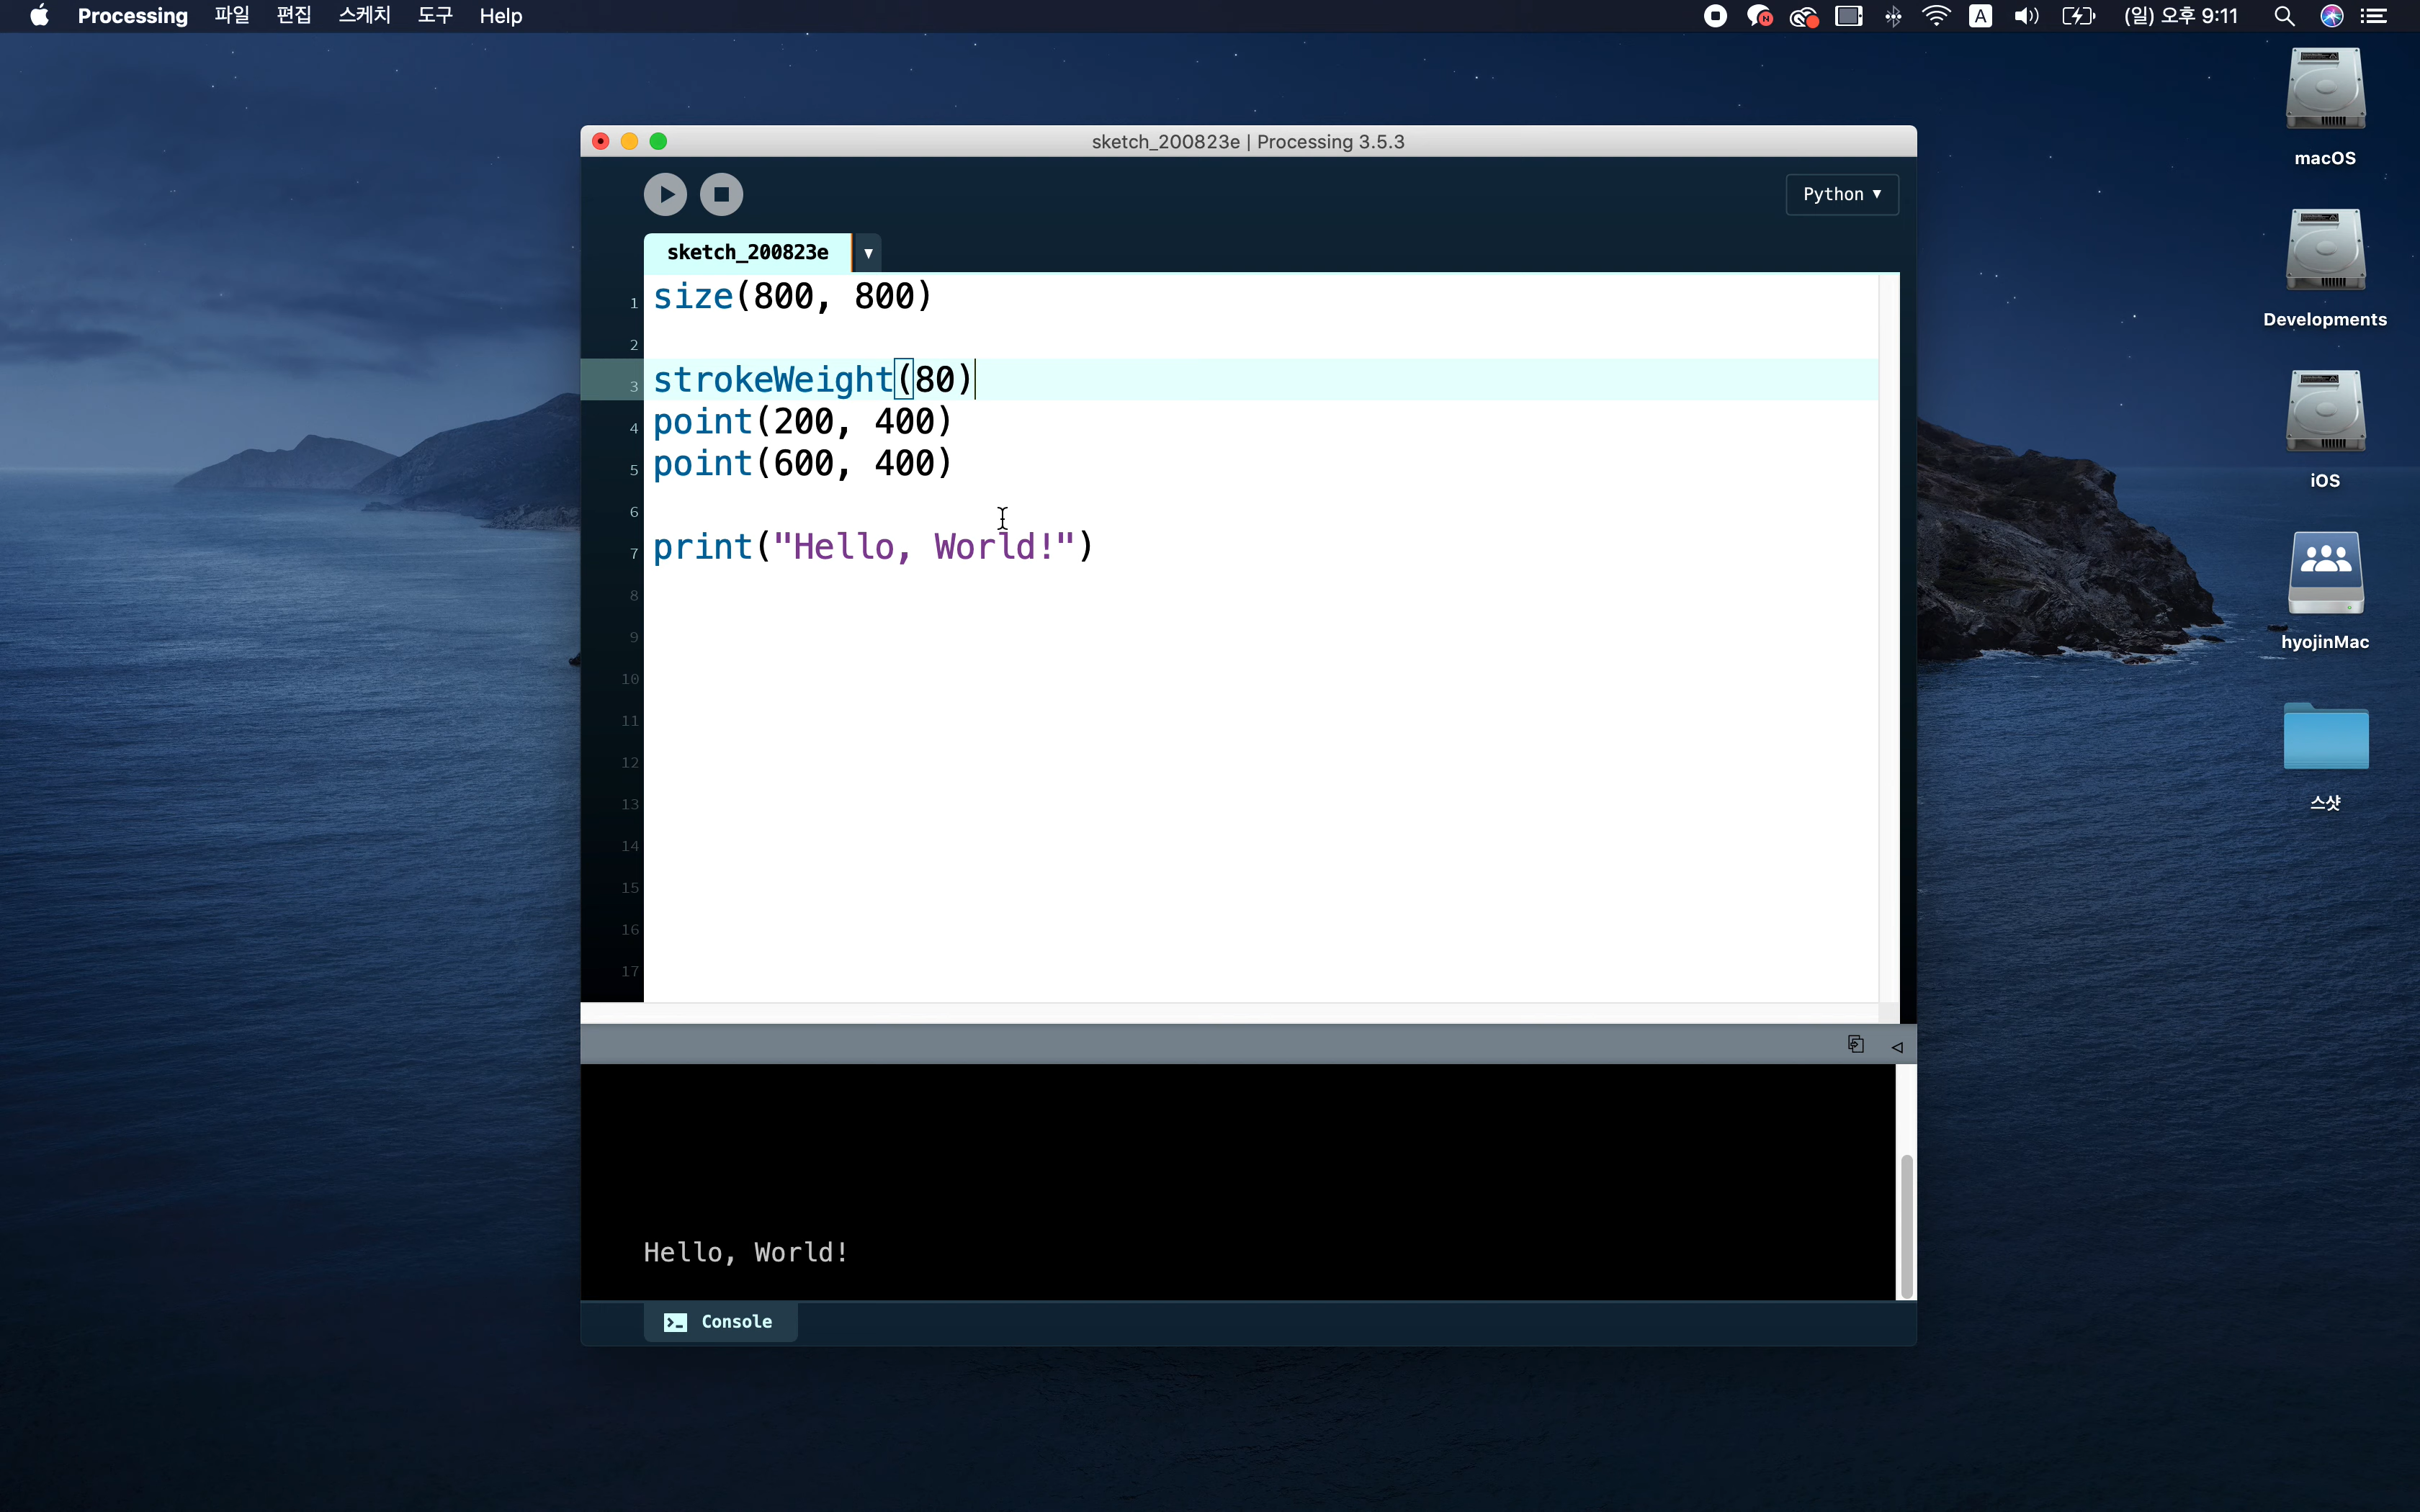 Processing 파일 편집 스케치 도구 Help
N A (일) 오후 9:11
sketch_200823e | Processing 3.5.3
Python ▼
sketch_200823e ▼
1 size(800, 800)
2
3 strokeWeight(80)
4 point(200, 400)
5 point(600, 400)
6
7 print("Hello, World!")
8
9
10
11
12
13
14
15
16
17
Hello, World!
>_ Console
macOS
Developments
iOS
hyojinMac
스샷